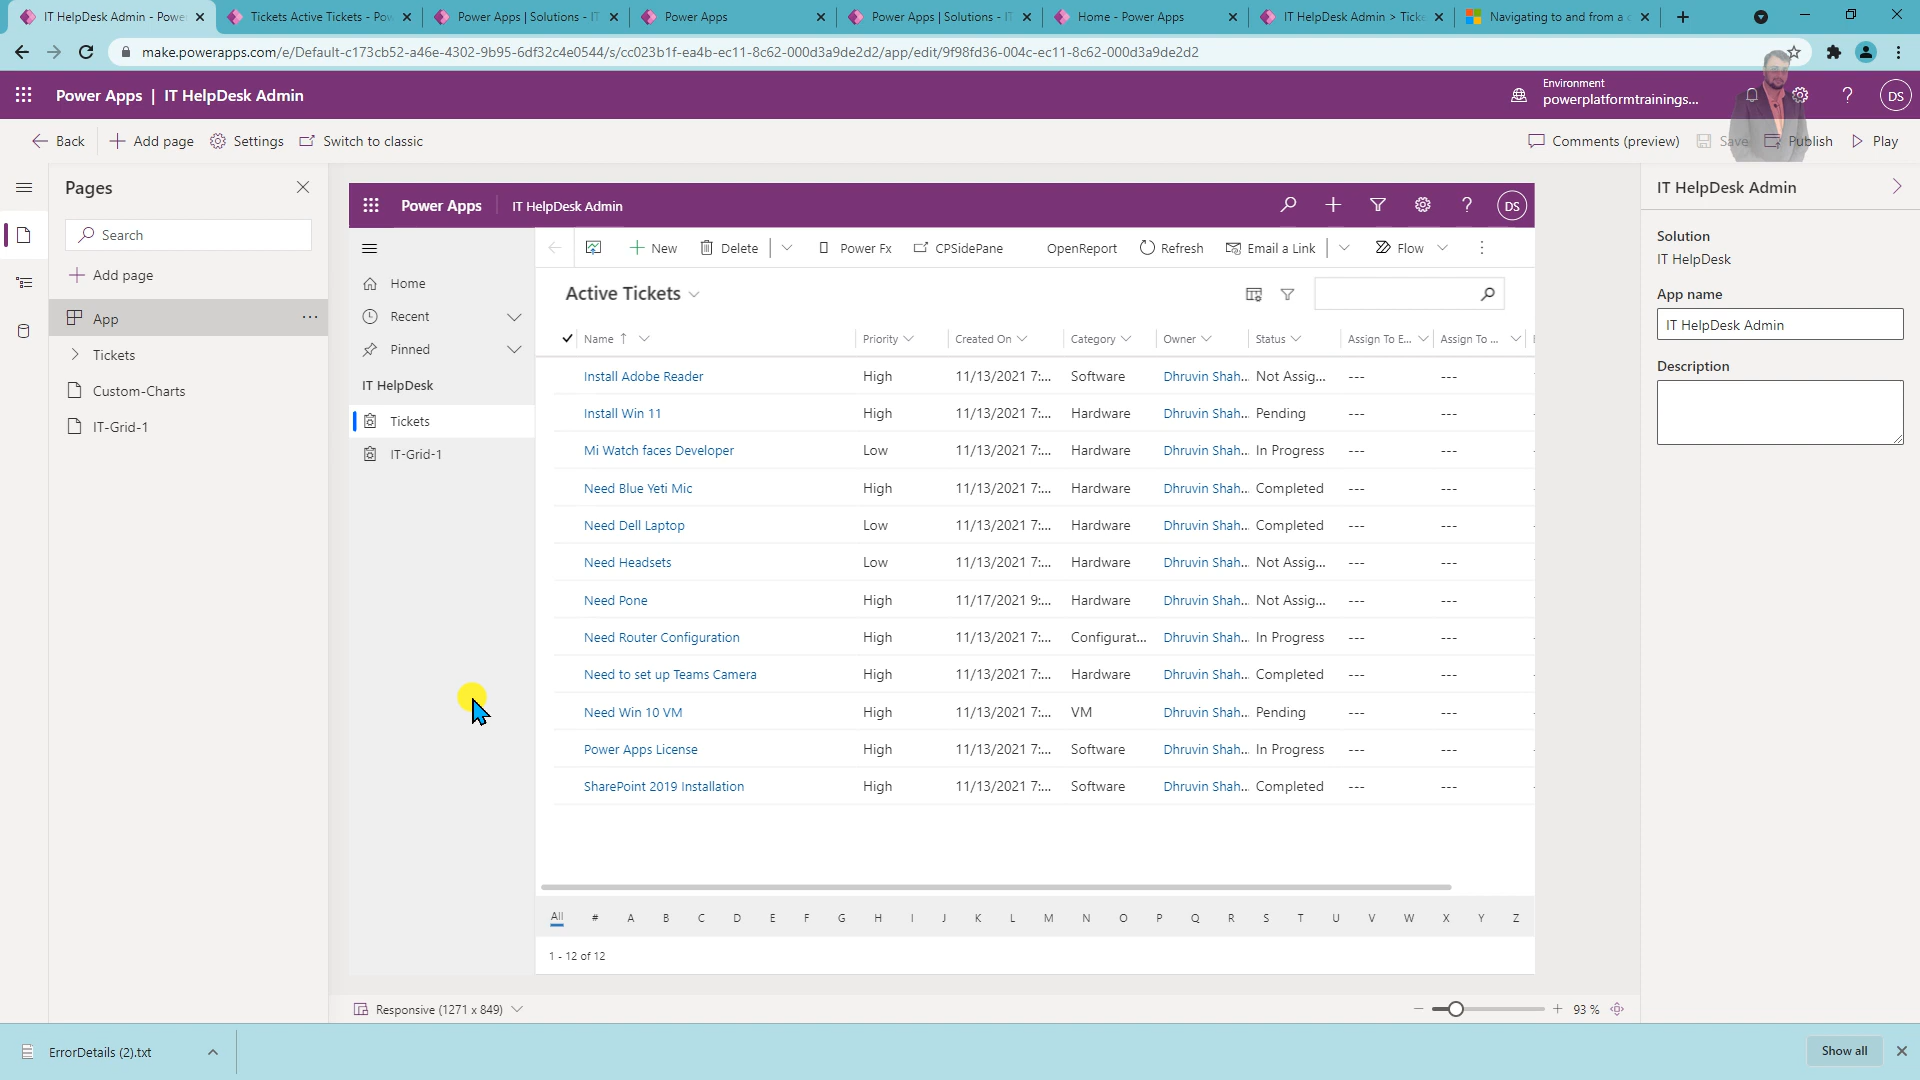 IT HelpDesk Admin - Powe
Tickets Active Tickets - Pow
Power Apps | Solutions - IT
Power Apps
Power Apps | Solutions - IT
Home - Power Apps
IT HelpDesk Admin > Ticke
Navigating to and from a c
make.powerapps.com/e/Default-c173cb52-a46e-4302-9b95-6df32c4e0544/s/cc023b1f-ea4b-ec11-8c62-000d3a9de2d2/app/edit/9f98fd36-004c-ec11-8c62-000d3a9de2d2
Power Apps | IT HelpDesk Admin
Environment
powerplatformtrainings...
DS
Back
Add page
Settings
Switch to classic
Comments (preview)
Save
Publish
Play
Pages
Search
Add page
App
Tickets
Custom-Charts
IT-Grid-1
Power Apps
IT HelpDesk Admin
DS
Home
Recent
Pinned
IT HelpDesk
Tickets
IT-Grid-1
New Delete Power Fx CPSidePane OpenReport Refresh Email a Link Flow
Active Tickets
Name Priority Created On Category Owner Status Assign To E... Assign To ...
Install Adobe Reader High 11/13/2021 7:... Software Dhruvin Shah... Not Assig... --- ---
Install Win 11 High 11/13/2021 7:... Hardware Dhruvin Shah... Pending --- ---
Mi Watch faces Developer Low 11/13/2021 7:... Hardware Dhruvin Shah... In Progress --- ---
Need Blue Yeti Mic High 11/13/2021 7:... Hardware Dhruvin Shah... Completed --- ---
Need Dell Laptop Low 11/13/2021 7:... Hardware Dhruvin Shah... Completed --- ---
Need Headsets Low 11/13/2021 7:... Hardware Dhruvin Shah... Not Assig... --- ---
Need Pone High 11/17/2021 9:... Hardware Dhruvin Shah... Not Assig... --- ---
Need Router Configuration High 11/13/2021 7:... Configurat... Dhruvin Shah... In Progress --- ---
Need to set up Teams Camera High 11/13/2021 7:... Hardware Dhruvin Shah... Completed --- ---
Need Win 10 VM High 11/13/2021 7:... VM Dhruvin Shah... Pending --- ---
Power Apps License High 11/13/2021 7:... Software Dhruvin Shah... In Progress --- ---
SharePoint 2019 Installation High 11/13/2021 7:... Software Dhruvin Shah... Completed --- ---
All # A B C D E F G H I J K L M N O P Q R S T U V W X Y Z
1 - 12 of 12
Responsive (1271 x 849)
93 %
IT HelpDesk Admin
Solution
IT HelpDesk
App name
IT HelpDesk Admin
Description
ErrorDetails (2).txt
Show all